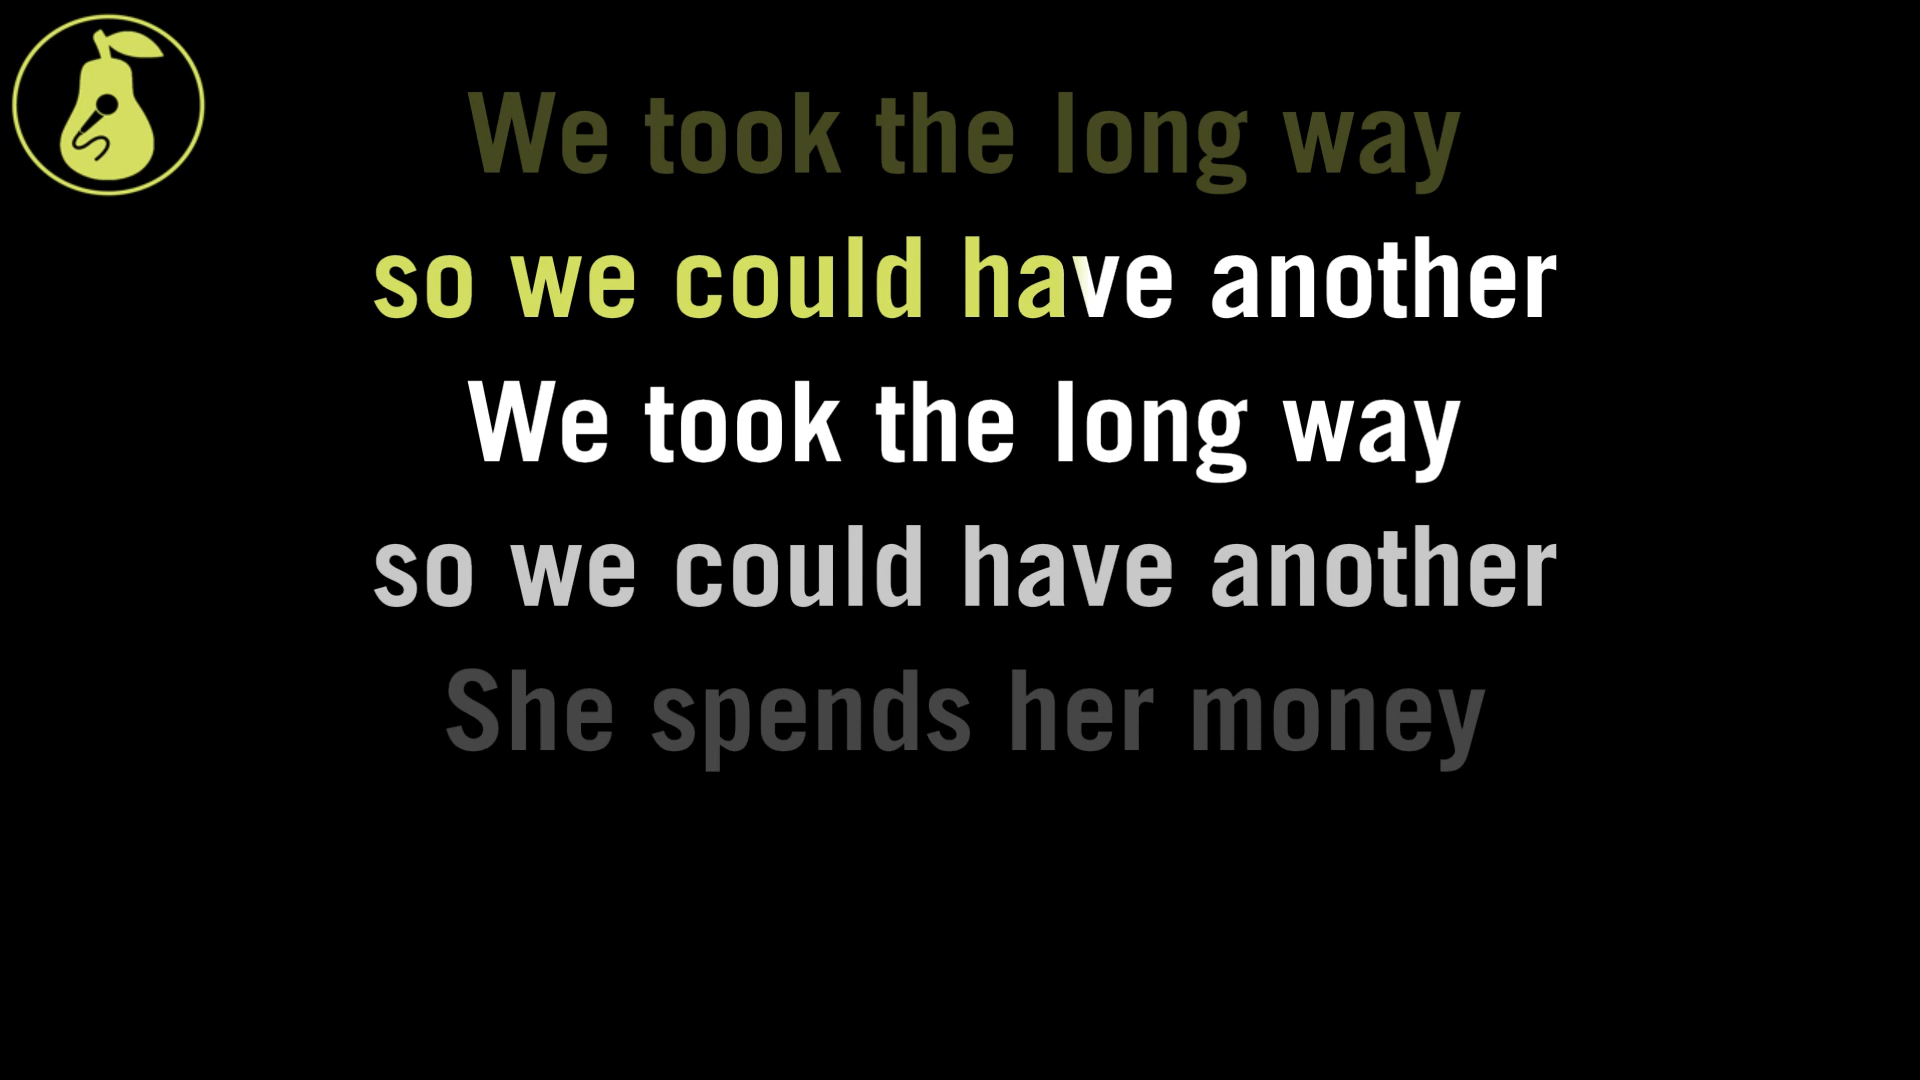 We took the long way
so we could have another
We took the long way
so we could have another
She spends her money